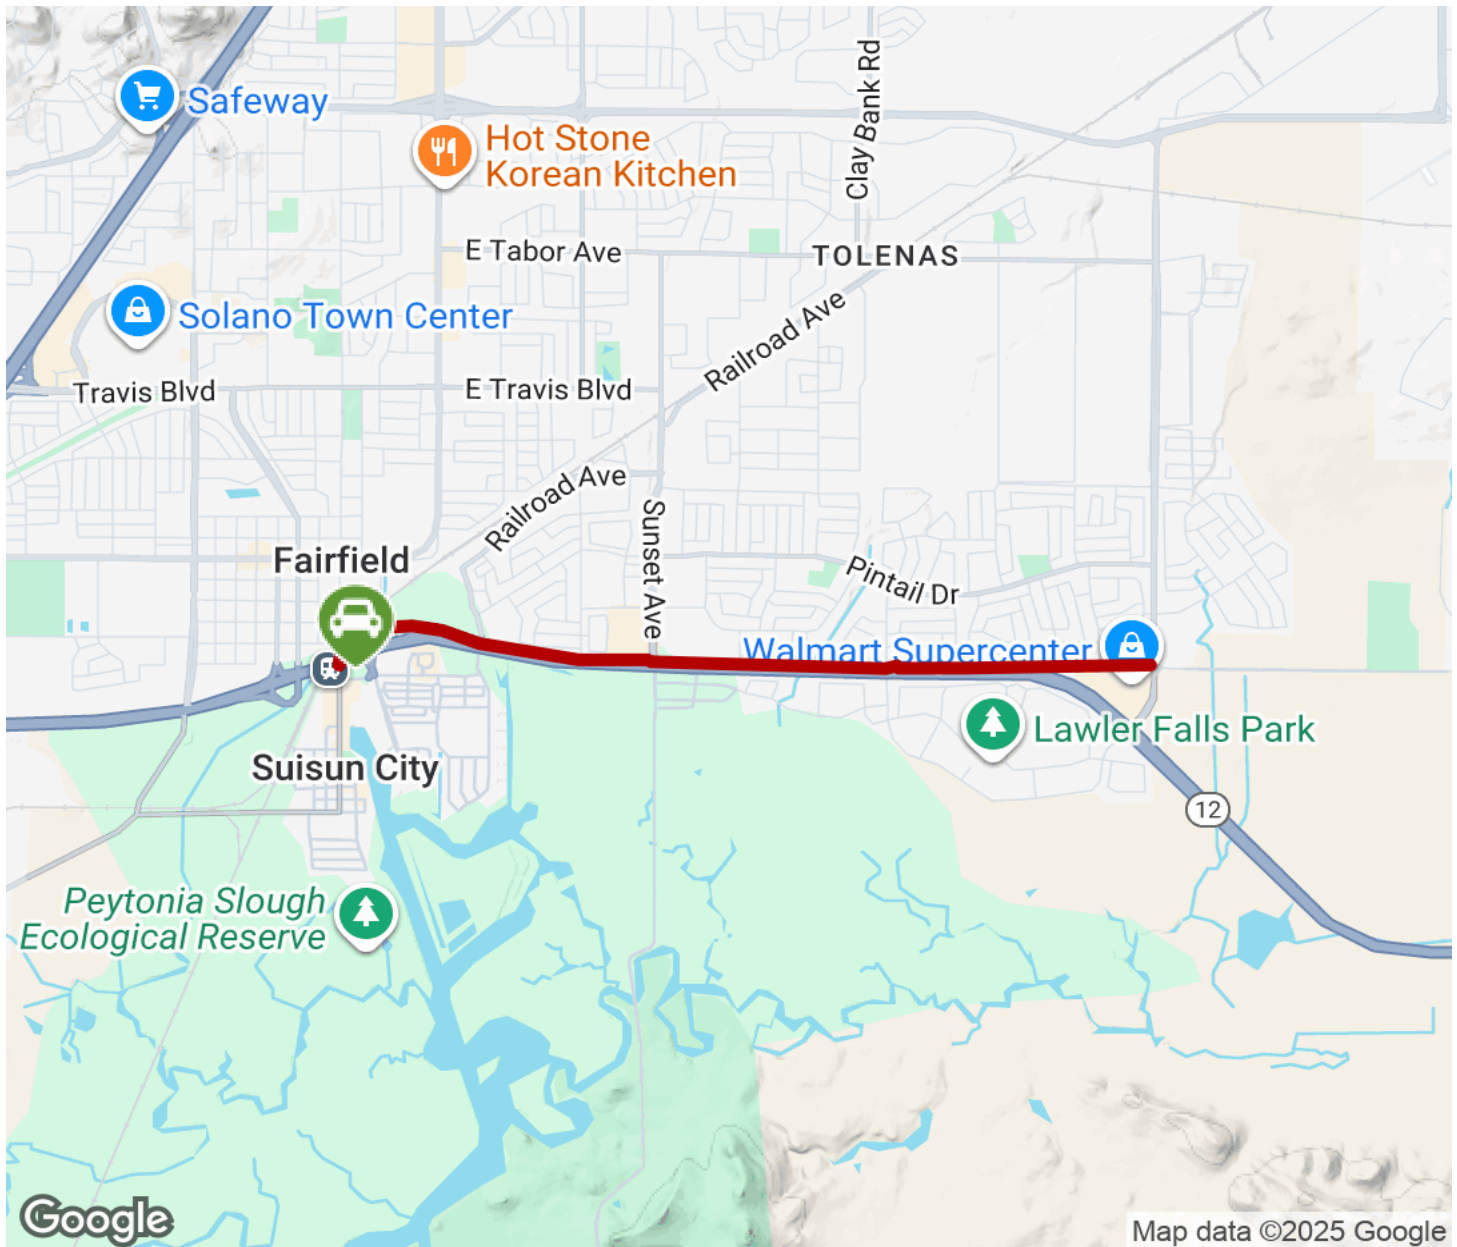 Clay Bank Rd
Safeway
Hot Stone
Korean Kitchen
E Tabor Ave
TOLENAS
Solano Town Center
Railroad Ave
Travis Blvd
E Travis Blvd
Railroad Ave
Sunset Ave
Fairfield
Pintail Dr
Walmart Supercenter
Lawler Falls Park
Suisun City
12
Peytonia Slough
Ecological Reserve
Google
Map data ©2025 Google